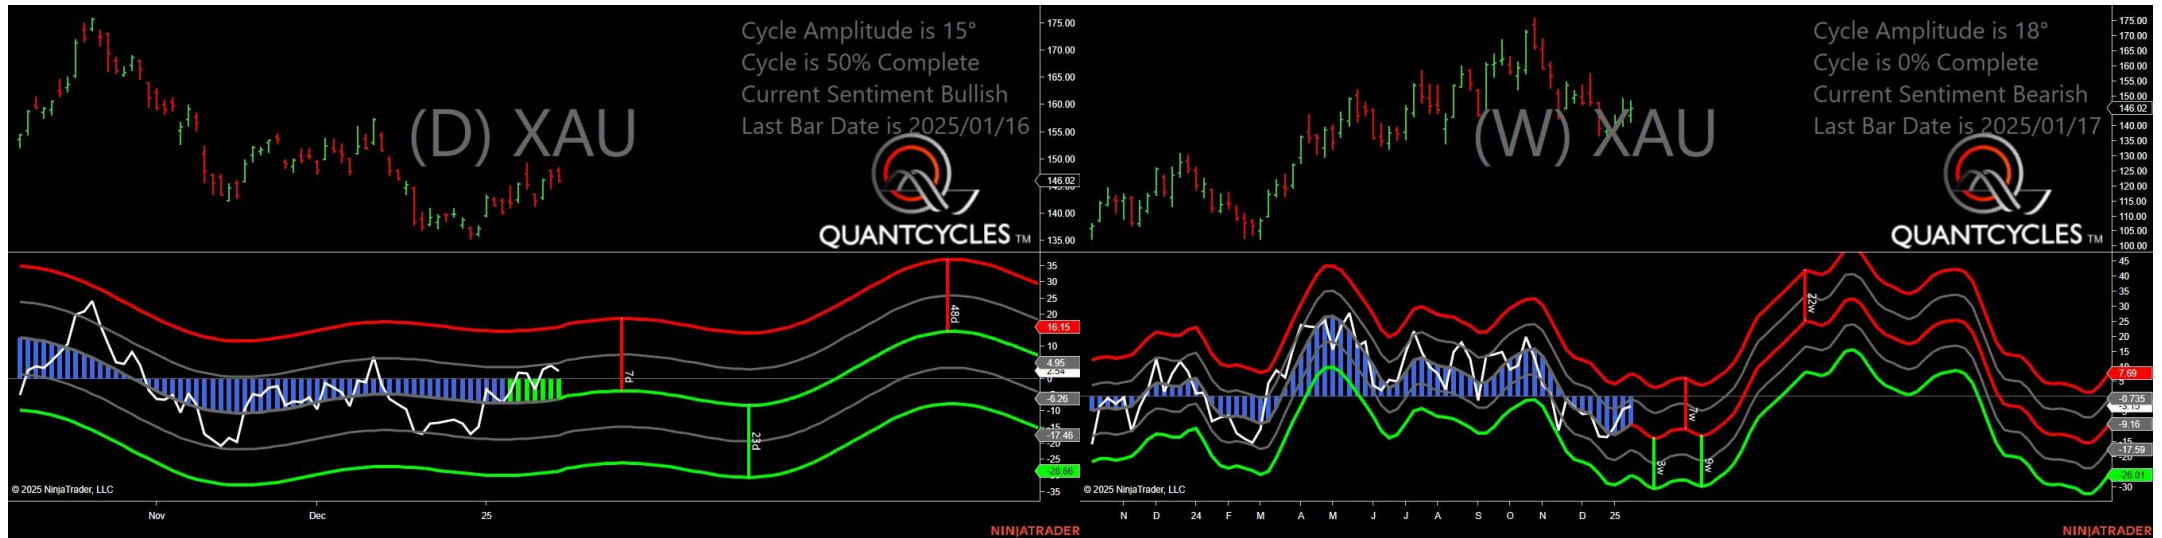 Cycle Amplitude is 15°
Cycle is 50% Complete
Current Sentiment Bullish
Last Bar Date is 2025/01/16
(D) XAU
QUANTCYCLES TM
175.00
170.00
165.00
160.00
155.00
150.00
146.02
140.00
135.00
35
30
25
20
16.15
10
4.95
2.54
0
-6.26
-10
-17.46
-20
-25
-28.66
-35
7d
23d
48d
© 2025 NinjaTrader, LLC
Nov
Dec
25
NINJATRADER
Cycle Amplitude is 18°
Cycle is 0% Complete
Current Sentiment Bearish
Last Bar Date is 2025/01/17
(W) XAU
QUANTCYCLES TM
175.00
170.00
165.00
160.00
155.00
150.00
146.02
140.00
135.00
130.00
125.00
120.00
115.00
110.00
105.00
100.00
45
40
35
30
25
20
15
7.69
5
-0.735
-9.16
-15
-17.59
-26.01
-30
22w
7w
8w
9w
© 2025 NinjaTrader, LLC
N D 24 F M A M J J A S O N D 25
NINJATRADER